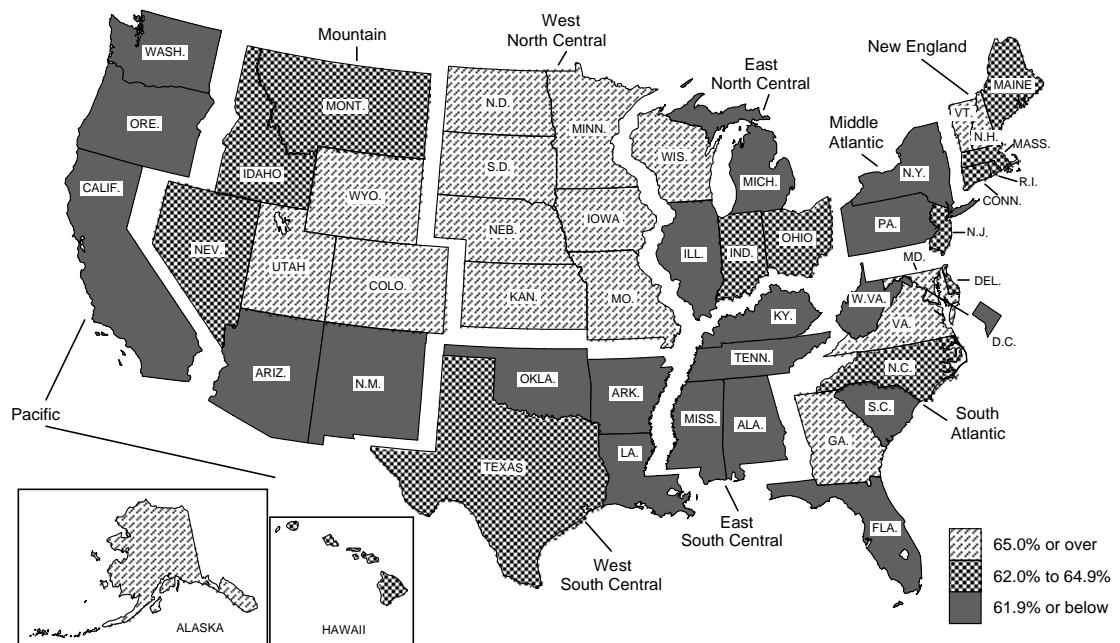 West
North Central
Mountain
New England
East
North Central
Middle
Atlantic
WASH.
MONT.
N.D.
MINN.
VT.
MAINE
N.H.
MASS.
ORE.
IDAHO
S.D.
WIS.
MICH.
N.Y.
R.I.
CONN.
CALIF.
WYO.
IOWA
PA.
N.J.
NEV.
NEB.
ILL.
IND.
OHIO
MD.
UTAH
COLO.
KAN.
MO.
W.VA.
DEL.
KY.
VA.
D.C.
ARIZ.
N.M.
OKLA.
ARK.
TENN.
N.C.
Pacific
MISS.
ALA.
S.C.
South
Atlantic
TEXAS
LA.
GA.
FLA.
East
South Central
West
South Central
ALASKA
HAWAII
65.0% or over
62.0% to 64.9%
61.9% or below